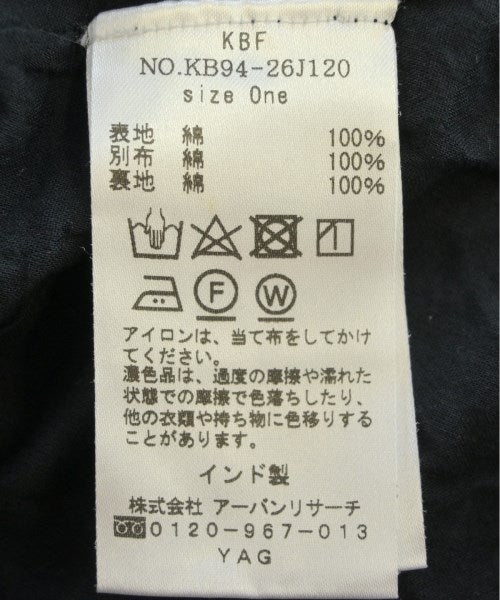 KBF
NO.KB94-26J120
size One
表地 綿 100%
別布 綿 100%
裏地 綿 100%
F W
アイロンは、当て布をしてかけ
てください。
濃色品は、過度の摩擦や濡れた
状態での摩擦で色落ちしたり、
他の衣類や持ち物に色移りする
ことがあります。
インド製
株式会社 アーバンリサーチ
0120-967-013
YAG